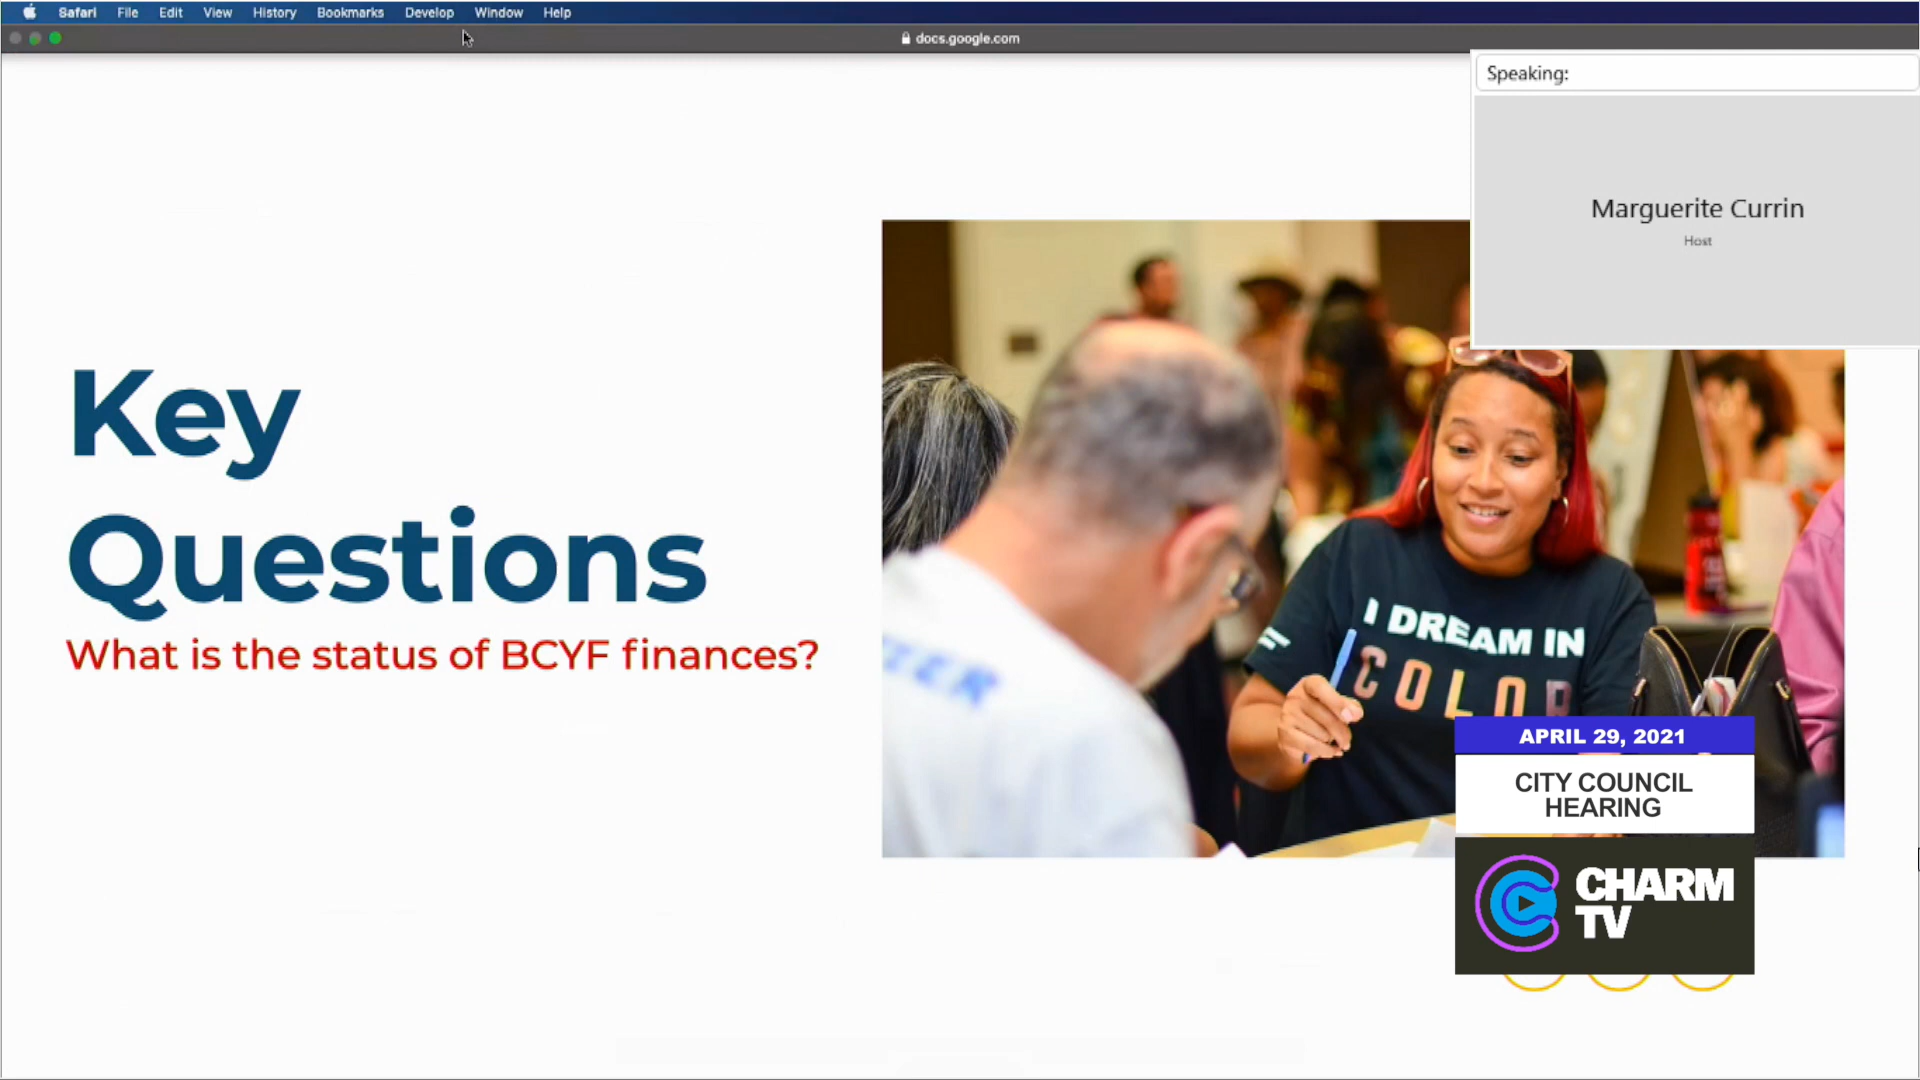 Safari File Edit View History Bookmarks Develop Window Help
docs.google.com
Speaking:
Marguerite Currin
Host
Key
Questions
What is the status of BCYF finances?
I DREAM IN
COLOR
APRIL 29, 2021
CITY COUNCIL
HEARING
CHARM
TV